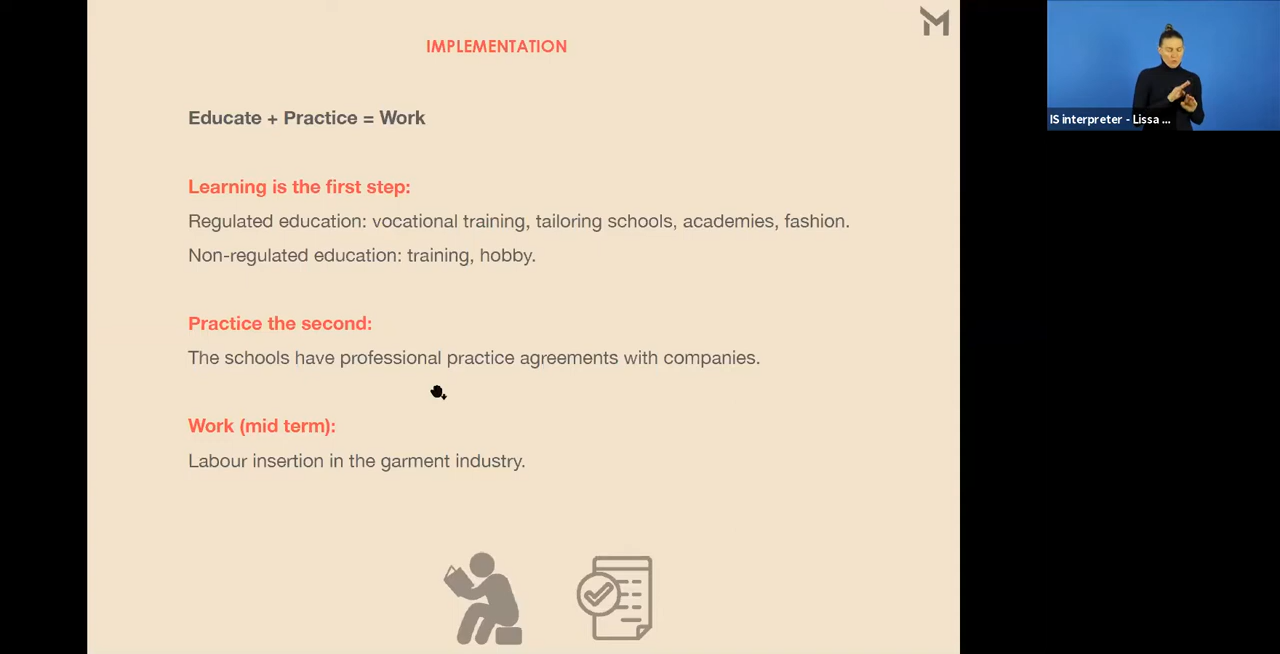 IMPLEMENTATION
Educate + Practice = Work
Learning is the first step:
Regulated education: vocational training, tailoring schools, academies, fashion.
Non-regulated education: training, hobby.
Practice the second:
The schools have professional practice agreements with companies.
Work (mid term):
Labour insertion in the garment industry.
M
IS interpreter - Lissa ...